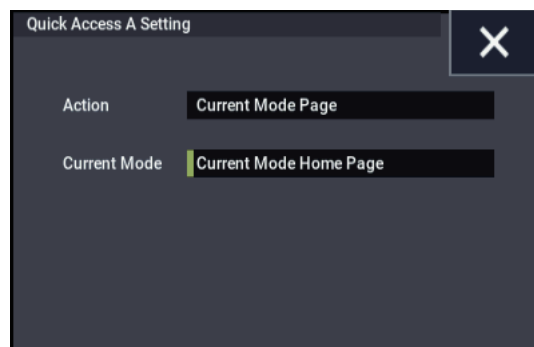 Quick Access A Setting
Action Current Mode Page
Current Mode Current Mode Home Page